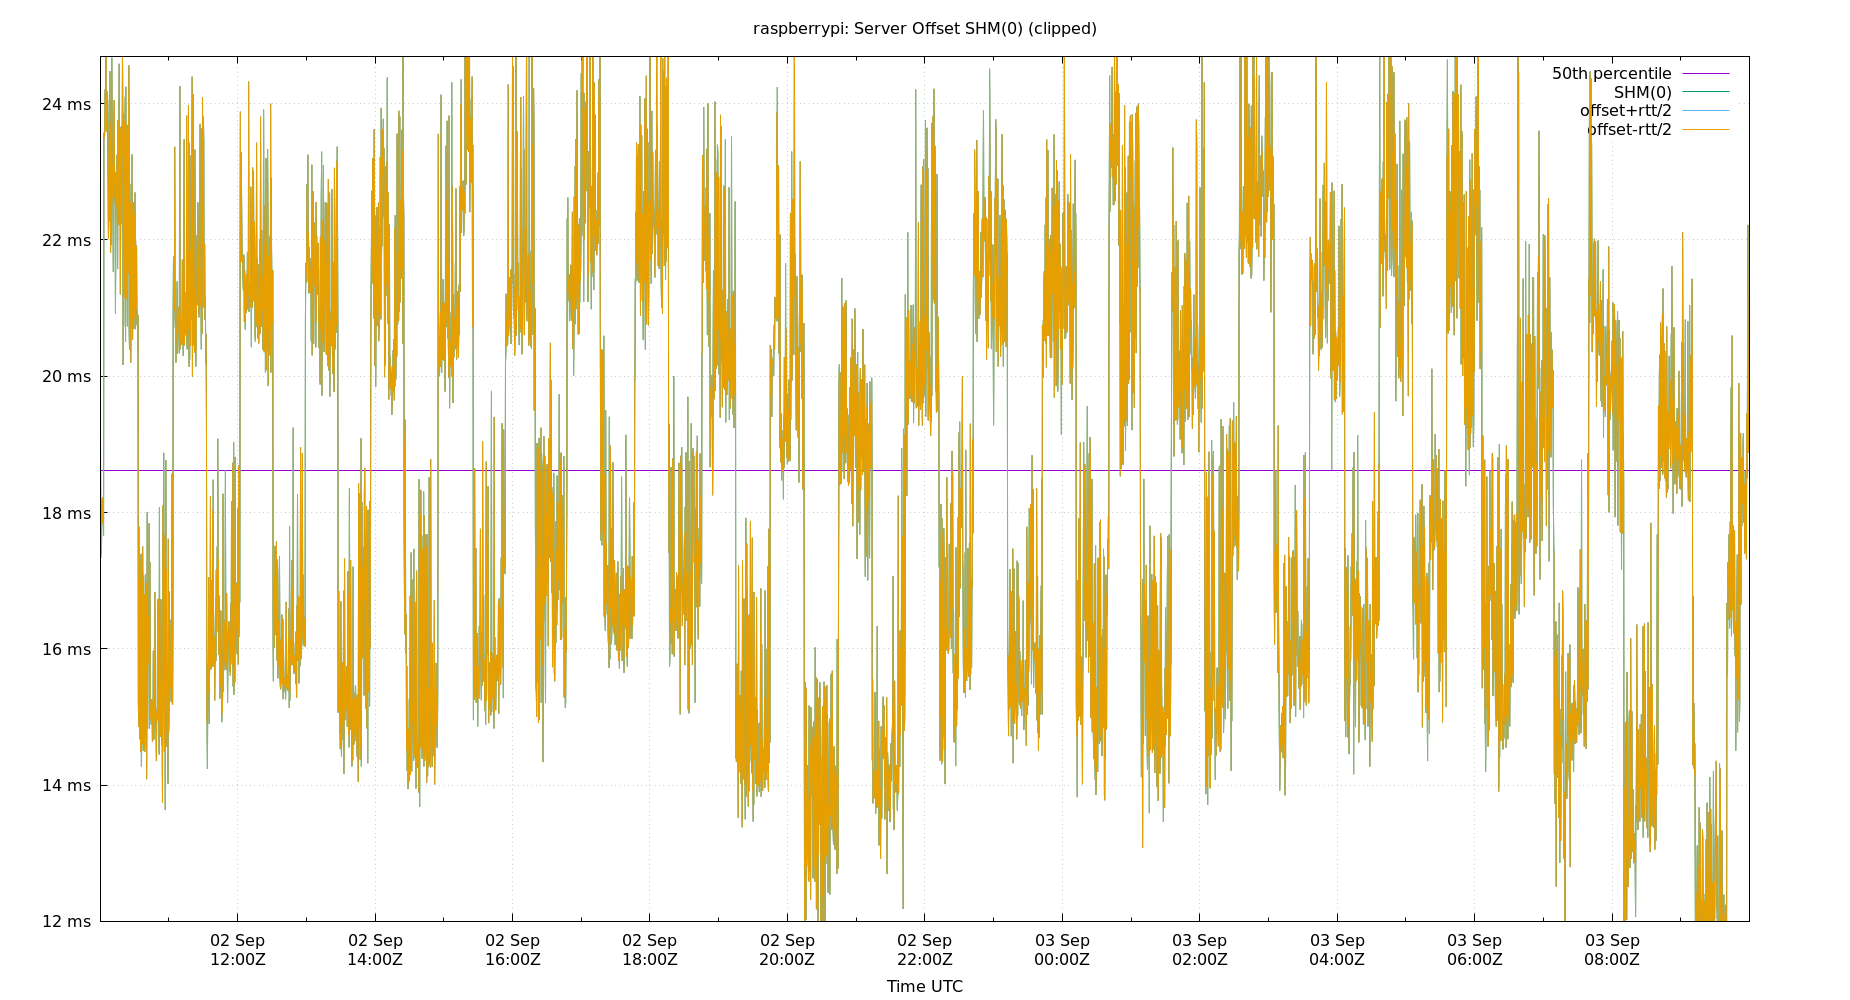 raspberrypi: Server Offset SHM(0) (clipped)
50th percentile
SHM(0)
offset+rtt/2
offset-rtt/2
24 ms
22 ms
20 ms
18 ms
16 ms
14 ms
12 ms
02 Sep 02 Sep 02 Sep 02 Sep 02 Sep 02 Sep 03 Sep 03 Sep 03 Sep 03 Sep 03 Sep
12:00Z 14:00Z 16:00Z 18:00Z 20:00Z 22:00Z 00:00Z 02:00Z 04:00Z 06:00Z 08:00Z
Time UTC